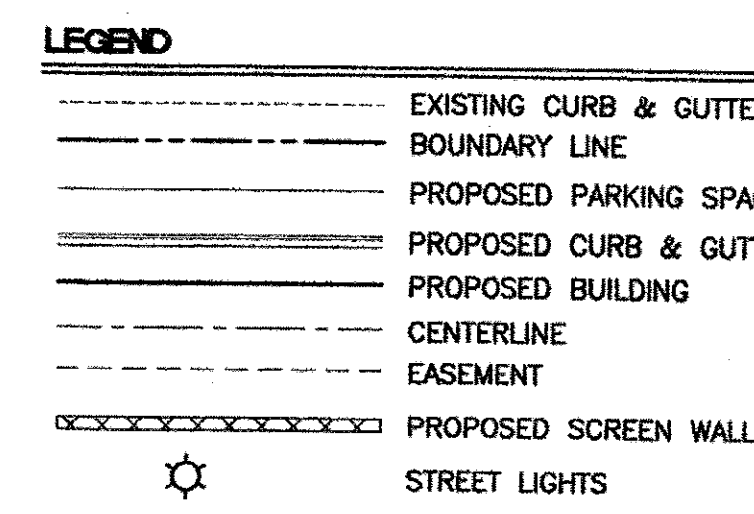 LEGEND
EXISTING CURB & GUTTE
BOUNDARY LINE
PROPOSED PARKING SPA
PROPOSED CURB & GUT
PROPOSED BUILDING
CENTERLINE
EASEMENT
PROPOSED SCREEN WALL
STREET LIGHTS